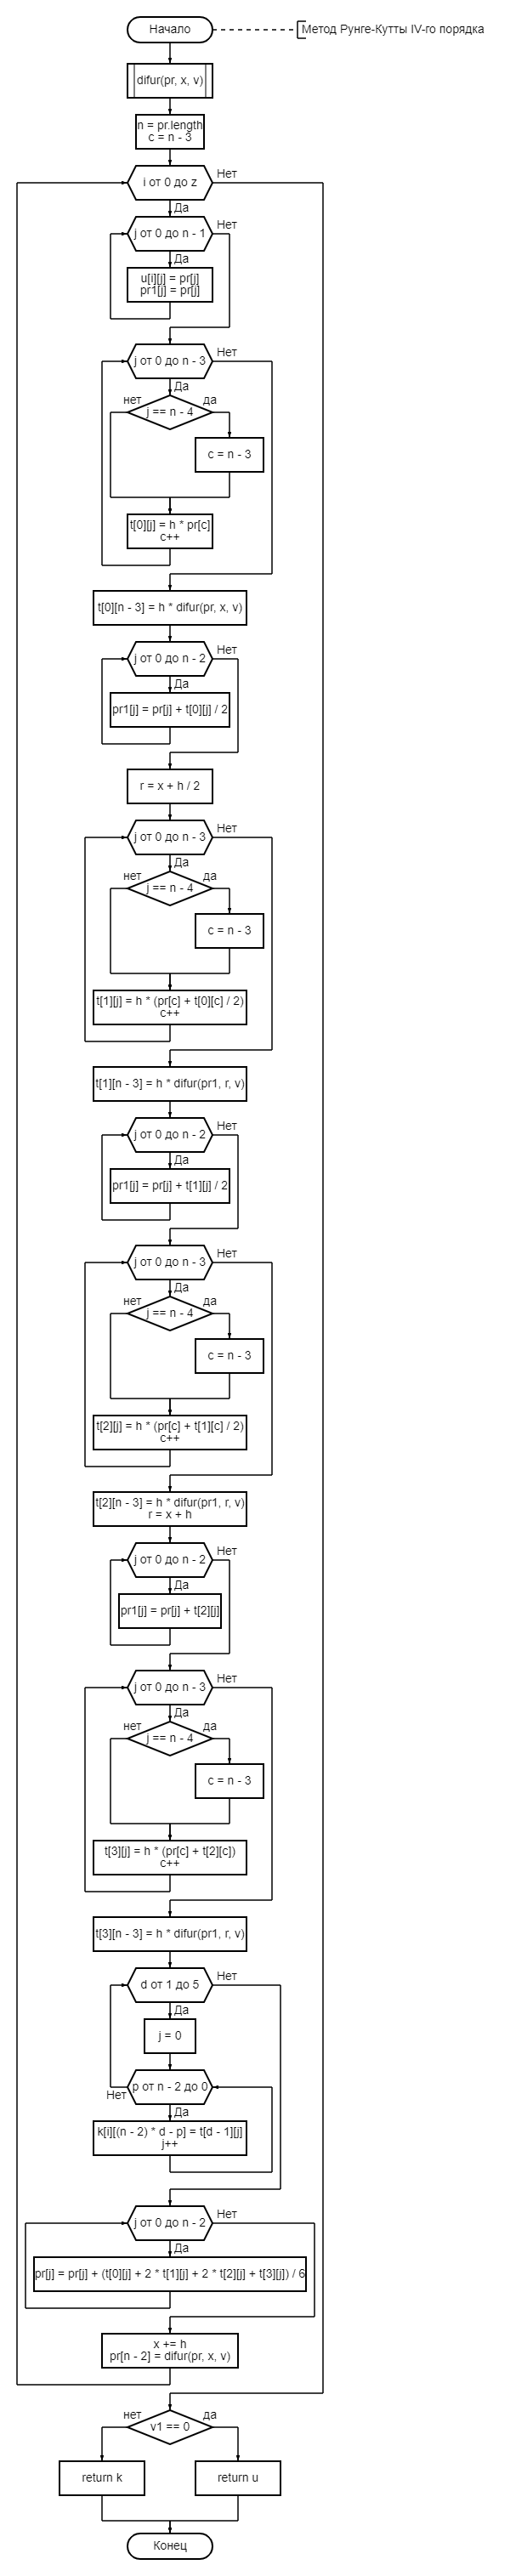 Начало
Метод Рунге-Кутты IV-го порядка
difur(pr, x, v)
n = pr.length
c = n - 3
i от 0 до z
Нет
Да
j от 0 до n - 1
Нет
Да
u[i][j] = pr[j]
pr1[j] = pr[j]
j от 0 до n - 3
Нет
Да
нет
да
j == n - 4
c = n - 3
t[0][j] = h * pr[c]
c++
t[0][n - 3] = h * difur(pr, x, v)
j от 0 до n - 2
Нет
Да
pr1[j] = pr[j] + t[0][j] / 2
r = x + h / 2
j от 0 до n - 3
Нет
Да
нет
да
j == n - 4
c = n - 3
t[1][j] = h * (pr[c] + t[0][c] / 2)
c++
t[1][n - 3] = h * difur(pr1, r, v)
j от 0 до n - 2
Нет
Да
pr1[j] = pr[j] + t[1][j] / 2
j от 0 до n - 3
Нет
Да
нет
да
j == n - 4
c = n - 3
t[2][j] = h * (pr[c] + t[1][c] / 2)
c++
t[2][n - 3] = h * difur(pr1, r, v)
r = x + h
j от 0 до n - 2
Нет
Да
pr1[j] = pr[j] + t[2][j]
j от 0 до n - 3
Нет
Да
нет
да
j == n - 4
c = n - 3
t[3][j] = h * (pr[c] + t[2][c])
c++
t[3][n - 3] = h * difur(pr1, r, v)
d от 1 до 5
Нет
Да
j = 0
p от n - 2 до 0
Нет
Да
k[i][(n - 2) * d - p] = t[d - 1][j]
j++
j от 0 до n - 2
Нет
Да
pr[j] = pr[j] + (t[0][j] + 2 * t[1][j] + 2 * t[2][j] + t[3][j]) / 6
x += h
pr[n - 2] = difur(pr, x, v)
нет
да
v1 == 0
return k
return u
Конец